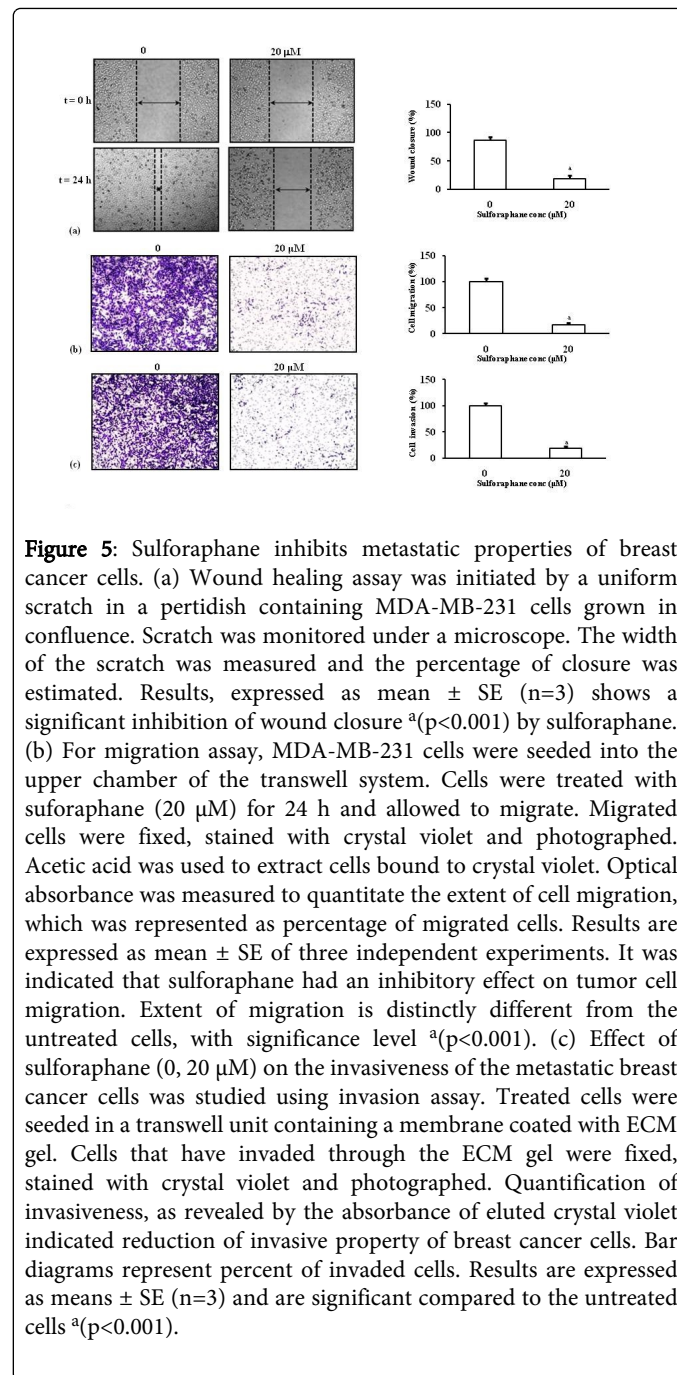 0
20 µM
t = 0 h
t = 24 h
(a)
150
100
50
0
Wound closure (%)
a
0
20
Sulforaphane conc (µM)
0
20 µM
(b)
150
100
50
0
Cell migration (%)
a
0
20
Sulforaphane conc (µM)
0
20 µM
(c)
150
100
50
0
Cell invasion (%)
a
0
20
Sulforaphane conc (µM)
Figure 5: Sulforaphane inhibits metastatic properties of breast
cancer cells. (a) Wound healing assay was initiated by a uniform
scratch in a pertidish containing MDA-MB-231 cells grown in
confluence. Scratch was monitored under a microscope. The width
of the scratch was measured and the percentage of closure was
estimated. Results, expressed as mean ± SE (n=3) shows a
significant inhibition of wound closure ᵃ(p<0.001) by sulforaphane.
(b) For migration assay, MDA-MB-231 cells were seeded into the
upper chamber of the transwell system. Cells were treated with
suforaphane (20 µM) for 24 h and allowed to migrate. Migrated
cells were fixed, stained with crystal violet and photographed.
Acetic acid was used to extract cells bound to crystal violet. Optical
absorbance was measured to quantitate the extent of cell migration,
which was represented as percentage of migrated cells. Results are
expressed as mean ± SE of three independent experiments. It was
indicated that sulforaphane had an inhibitory effect on tumor cell
migration. Extent of migration is distinctly different from the
untreated cells, with significance level ᵃ(p<0.001). (c) Effect of
sulforaphane (0, 20 µM) on the invasiveness of the metastatic breast
cancer cells was studied using invasion assay. Treated cells were
seeded in a transwell unit containing a membrane coated with ECM
gel. Cells that have invaded through the ECM gel were fixed,
stained with crystal violet and photographed. Quantification of
invasiveness, as revealed by the absorbance of eluted crystal violet
indicated reduction of invasive property of breast cancer cells. Bar
diagrams represent percent of invaded cells. Results are expressed
as means ± SE (n=3) and are significant compared to the untreated
cells ᵃ(p<0.001).